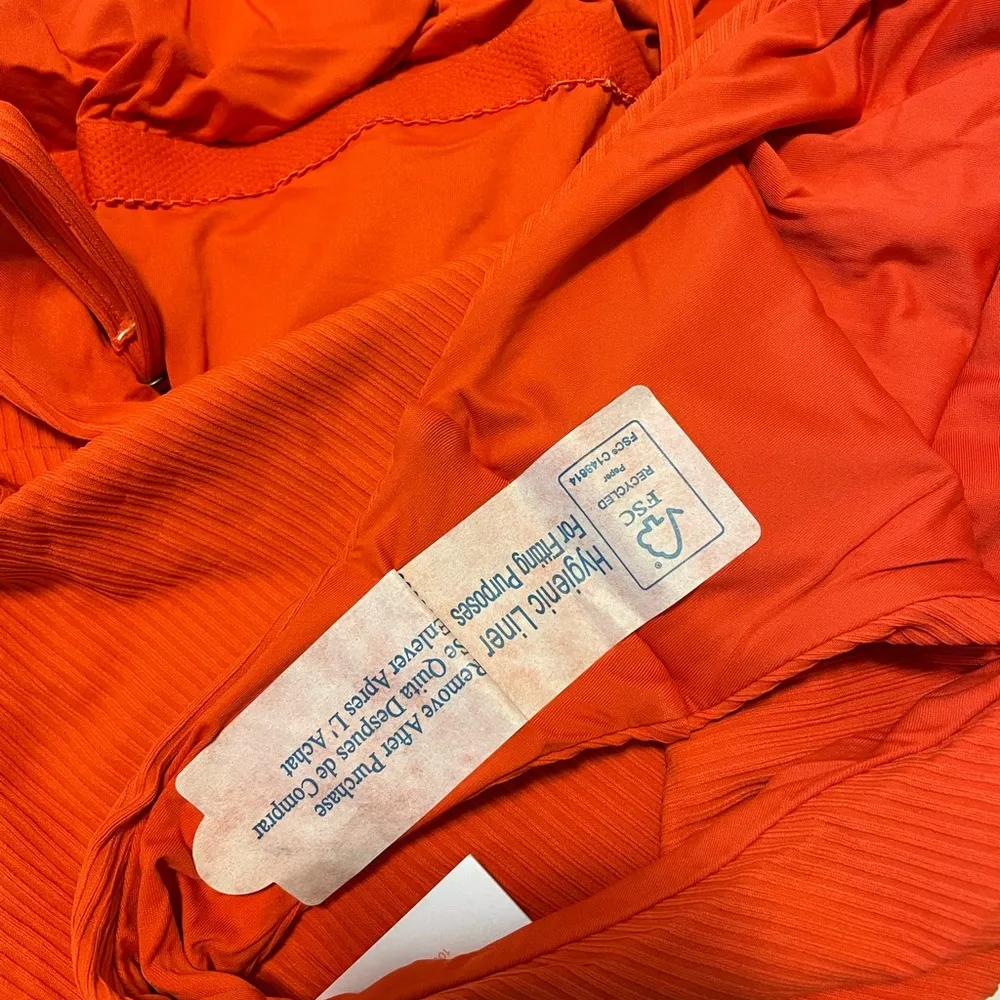 Hygienic Liner
For Fitting Purposes
Remove After Purchase
Se Quita Despues de Comprar
Enlever Apres L' Achat
®
FSC
RECYCLED
Paper
FSC® C143614